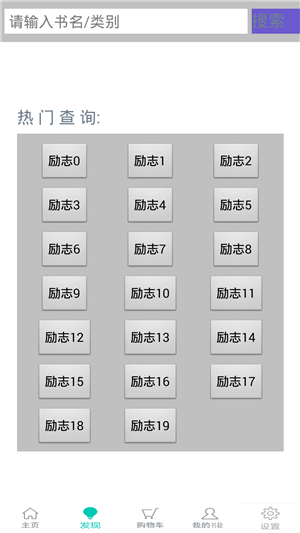 请输入书名/类别 搜索
热门查询:
励志0 励志1 励志2
励志3 励志4 励志5
励志6 励志7 励志8
励志9 励志10 励志11
励志12 励志13 励志14
励志15 励志16 励志17
励志18 励志19
主页 发现 购物车 我的书籍 设置